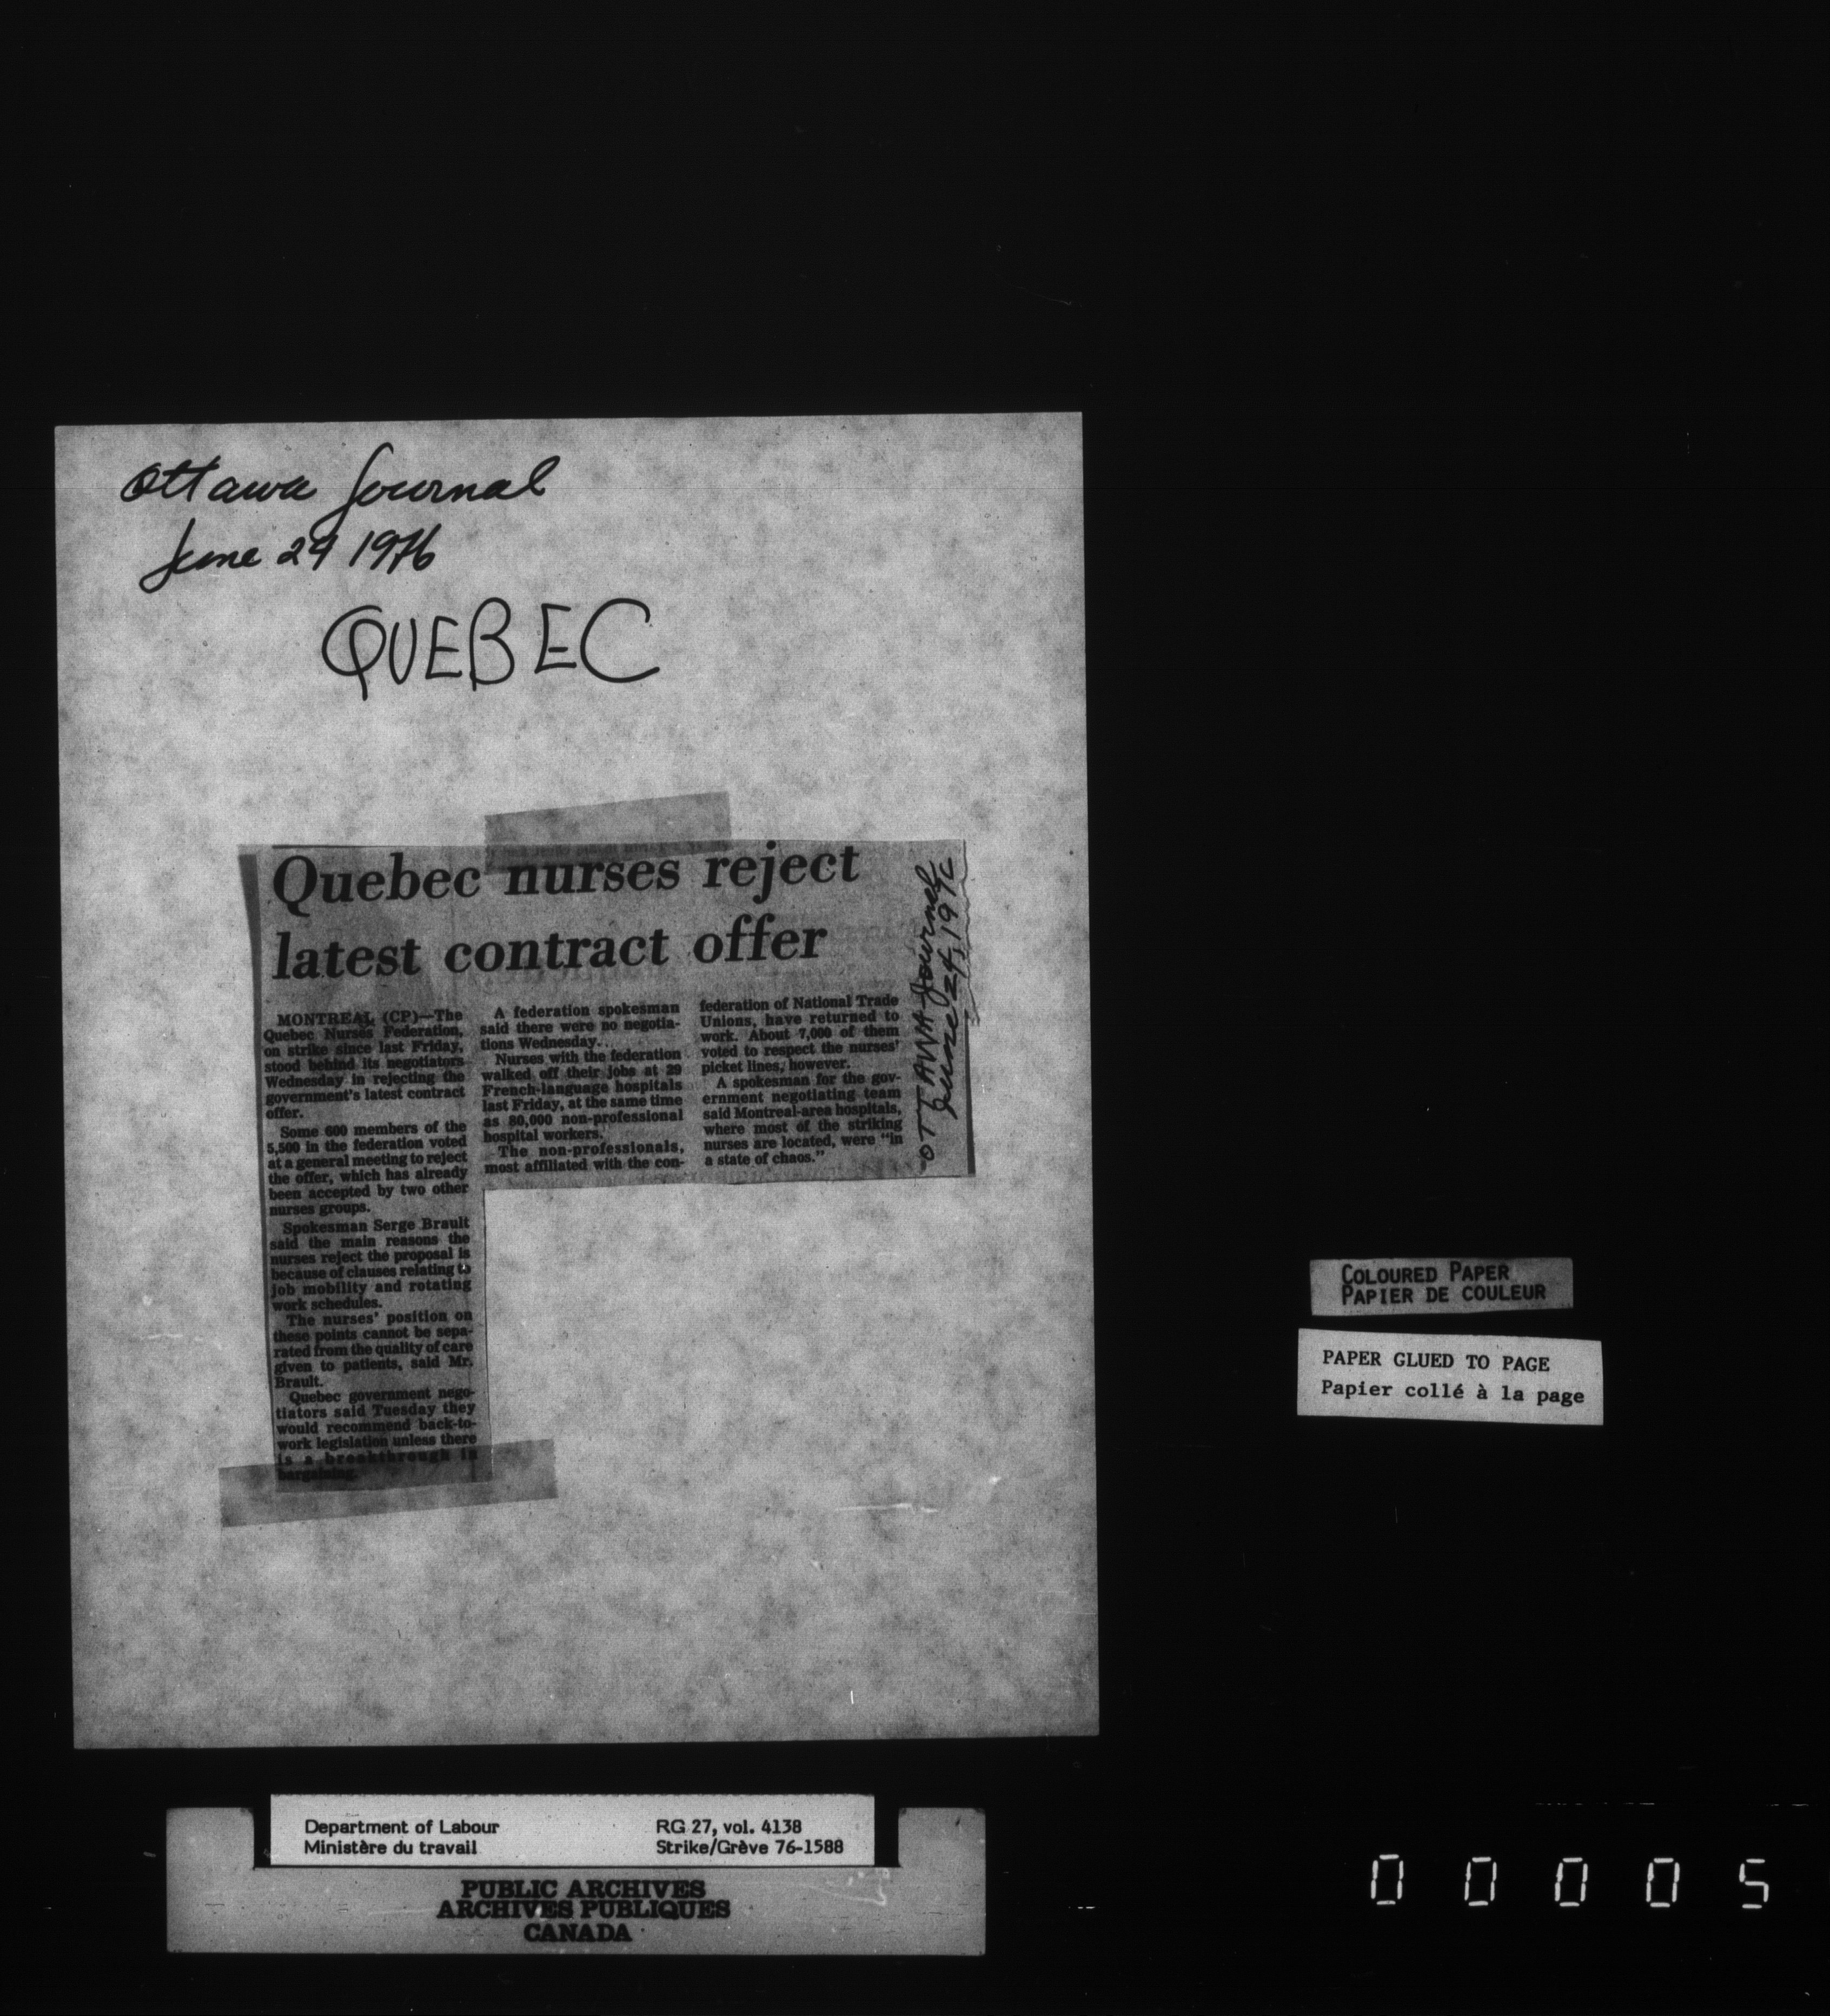 Ottawa Journal
June 24 1976
QUEBEC
Quebec nurses reject
latest contract offer
MONTREAL (CP)—The
Quebec Nurses Federation,
on strike since last Friday,
stood behind its negotiators
Wednesday in rejecting the
government's latest contract
offer.
Some 600 members of the
5,500 in the federation voted
at a general meeting to reject
the offer, which has already
been accepted by two other
nurses groups.
Spokesman Serge Brault
said the main reasons the
nurses reject the proposal is
because of clauses relating to
job mobility and rotating
work schedules.
The nurses' position on
these points cannot be sepa-
rated from the quality of care
given to patients, said Mr.
Brault.
Quebec government nego-
tiators said Tuesday they
would recommend back-to-
work legislation unless there
is a breakthrough in
bargaining.
A federation spokesman
said there were no negotia-
tions Wednesday.
Nurses with the federation
walked off their jobs at 29
French-language hospitals
last Friday, at the same time
as 80,000 non-professional
hospital workers.
The non-professionals,
most affiliated with the con-
federation of National Trade
Unions, have returned to
work. About 7,000 of them
voted to respect the nurses'
picket lines, however.
A spokesman for the gov-
ernment negotiating team
said Montreal-area hospitals,
where most of the striking
nurses are located, were "in
a state of chaos."
OTTAWA Journal
June 24, 197
COLOURED PAPER
PAPIER DE COULEUR
PAPER GLUED TO PAGE
Papier collé à la page
Department of Labour RG 27, vol. 4138
Ministère du travail Strike/Grève 76-1588
PUBLIC ARCHIVES
ARCHIVES PUBLIQUES
CANADA
00005